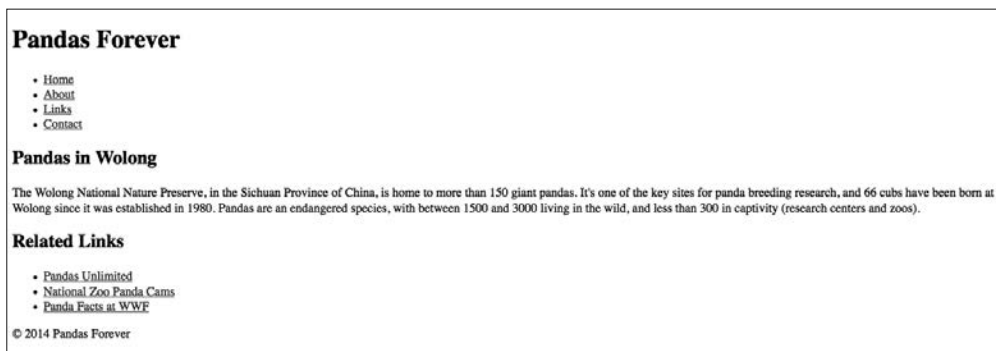 Pandas Forever
• Home
• About
• Links
• Contact
Pandas in Wolong
The Wolong National Nature Preserve, in the Sichuan Province of China, is home to more than 150 giant pandas. It's one of the key sites for panda breeding research, and 66 cubs have been born at
Wolong since it was established in 1980. Pandas are an endangered species, with between 1500 and 3000 living in the wild, and less than 300 in captivity (research centers and zoos).
Related Links
• Pandas Unlimited
• National Zoo Panda Cams
• Panda Facts at WWF
© 2014 Pandas Forever